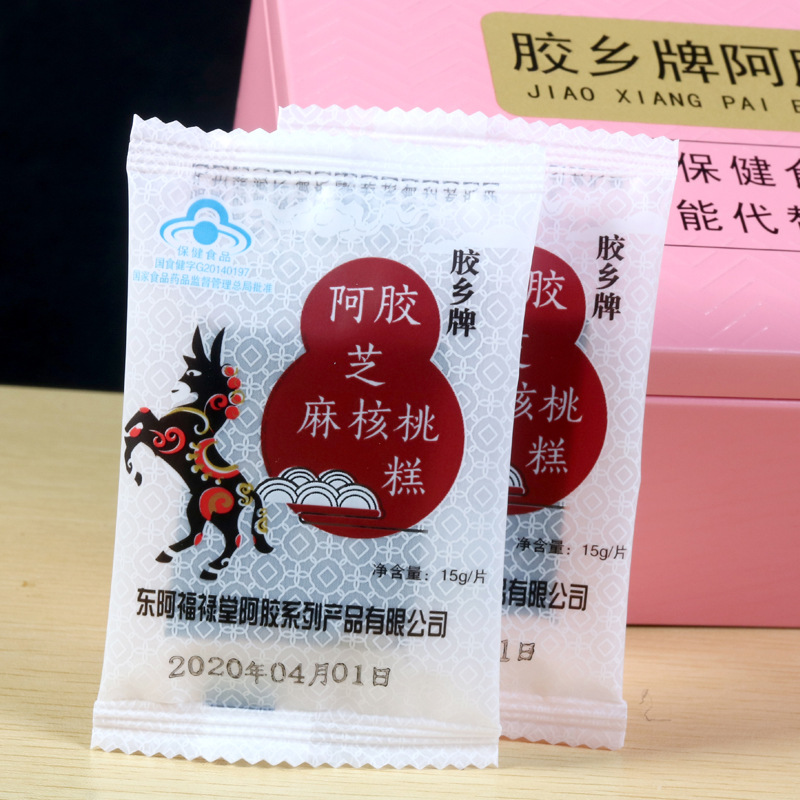 胶乡牌阿
JIAO XIANG PAI
保健食
能代替
保健食品
国食健字G20140197
国家食品药品监督管理总局批准
胶乡牌
阿胶
芝
麻核桃
糕
净含量：15g/片
东阿福禄堂阿胶系列产品有限公司
2020年04月01日
胶乡牌
胶
核桃
糕
净含量：15g/片
有限公司
1日